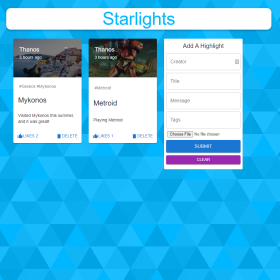 Starlights
Thanos
3 hours ago
#Greece #Mykonos
Mykonos
Visited Mykonos this summer, and it was great!!
LIKES 2
DELETE
Thanos
3 hours ago
#Metroid
Metroid
Playing Metroid
LIKES 1
DELETE
Add A Highlight
Creator
Title
Message
Tags
Choose File No file chosen
SUBMIT
CLEAR